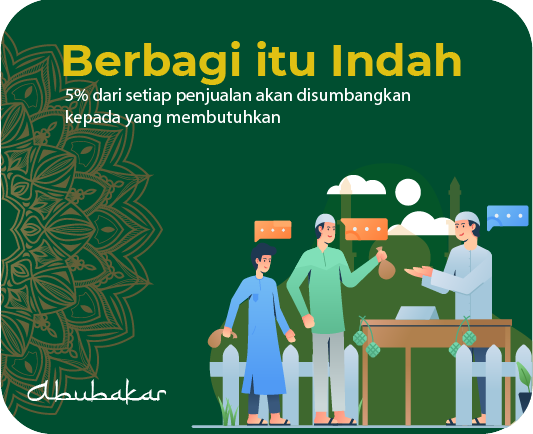 Berbagi itu Indah
5% dari setiap penjualan akan disumbangkan
kepada yang membutuhkan
Abubakar